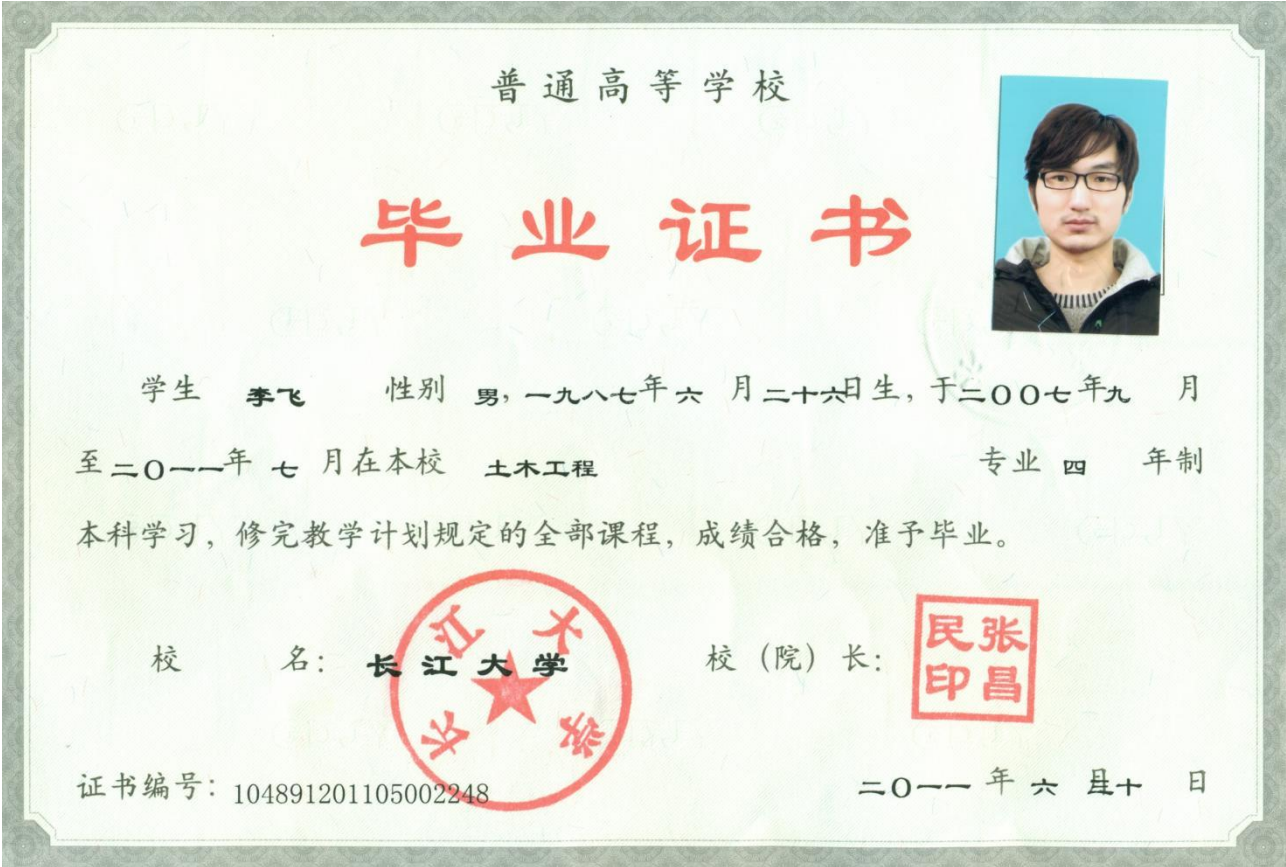 普通高等学校
毕业证书
学生 李飞 性别 男，一九八七年 六 月 二十六日生，于二〇〇七年九 月
至二〇一一年 七 月在本校 土木工程 专业 四 年制
本科学习，修完教学计划规定的全部课程，成绩合格，准予毕业。
校 名：长江大学 校（院）长：
长江大学
张昌民印
证书编号：104891201105002248
二〇一一 年 六 月三十 日